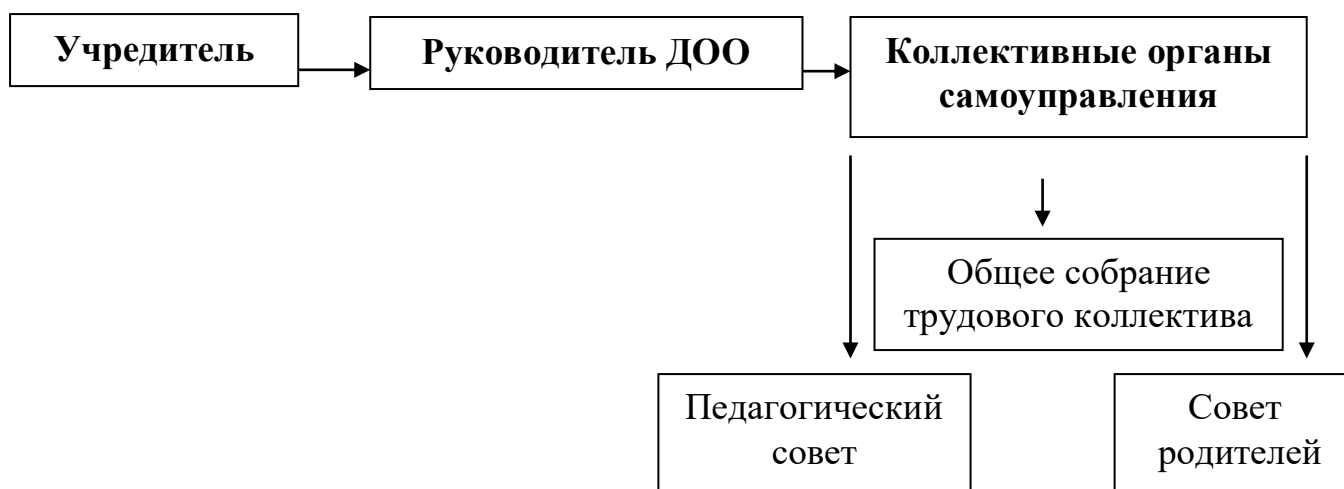 Учредитель
Руководитель ДОО
Коллективные органы
самоуправления
Общее собрание
трудового коллектива
Педагогический
совет
Совет
родителей